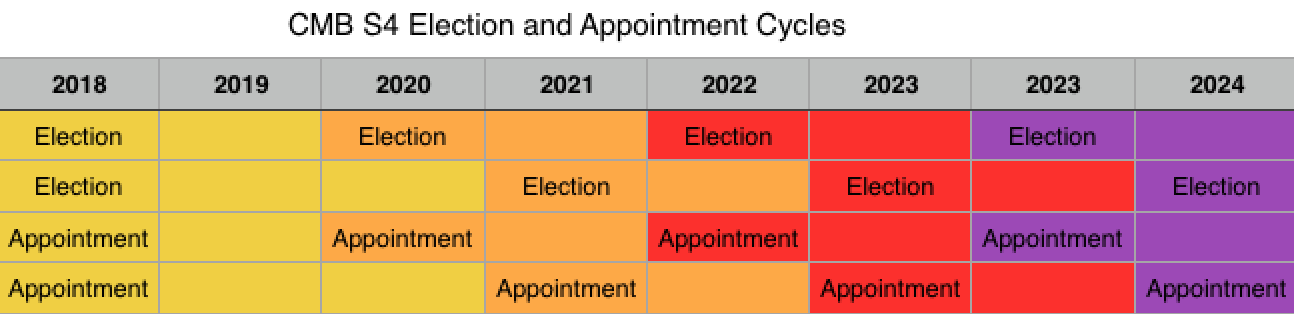 CMB S4 Election and Appointment Cycles
2018 2019 2020 2021 2022 2023 2023 2024
Election Election Election Election
Election Election Election Election
Appointment Appointment Appointment Appointment
Appointment Appointment Appointment Appointment